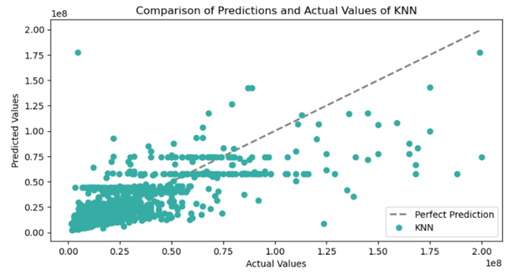 Comparison of Predictions and Actual Values of KNN
1e8
2.00
1.75
1.50
1.25
1.00
0.75
0.50
0.25
0.00
Predicted Values
0.00 0.25 0.50 0.75 1.00 1.25 1.50 1.75 2.00
1e8
Actual Values
Perfect Prediction
KNN